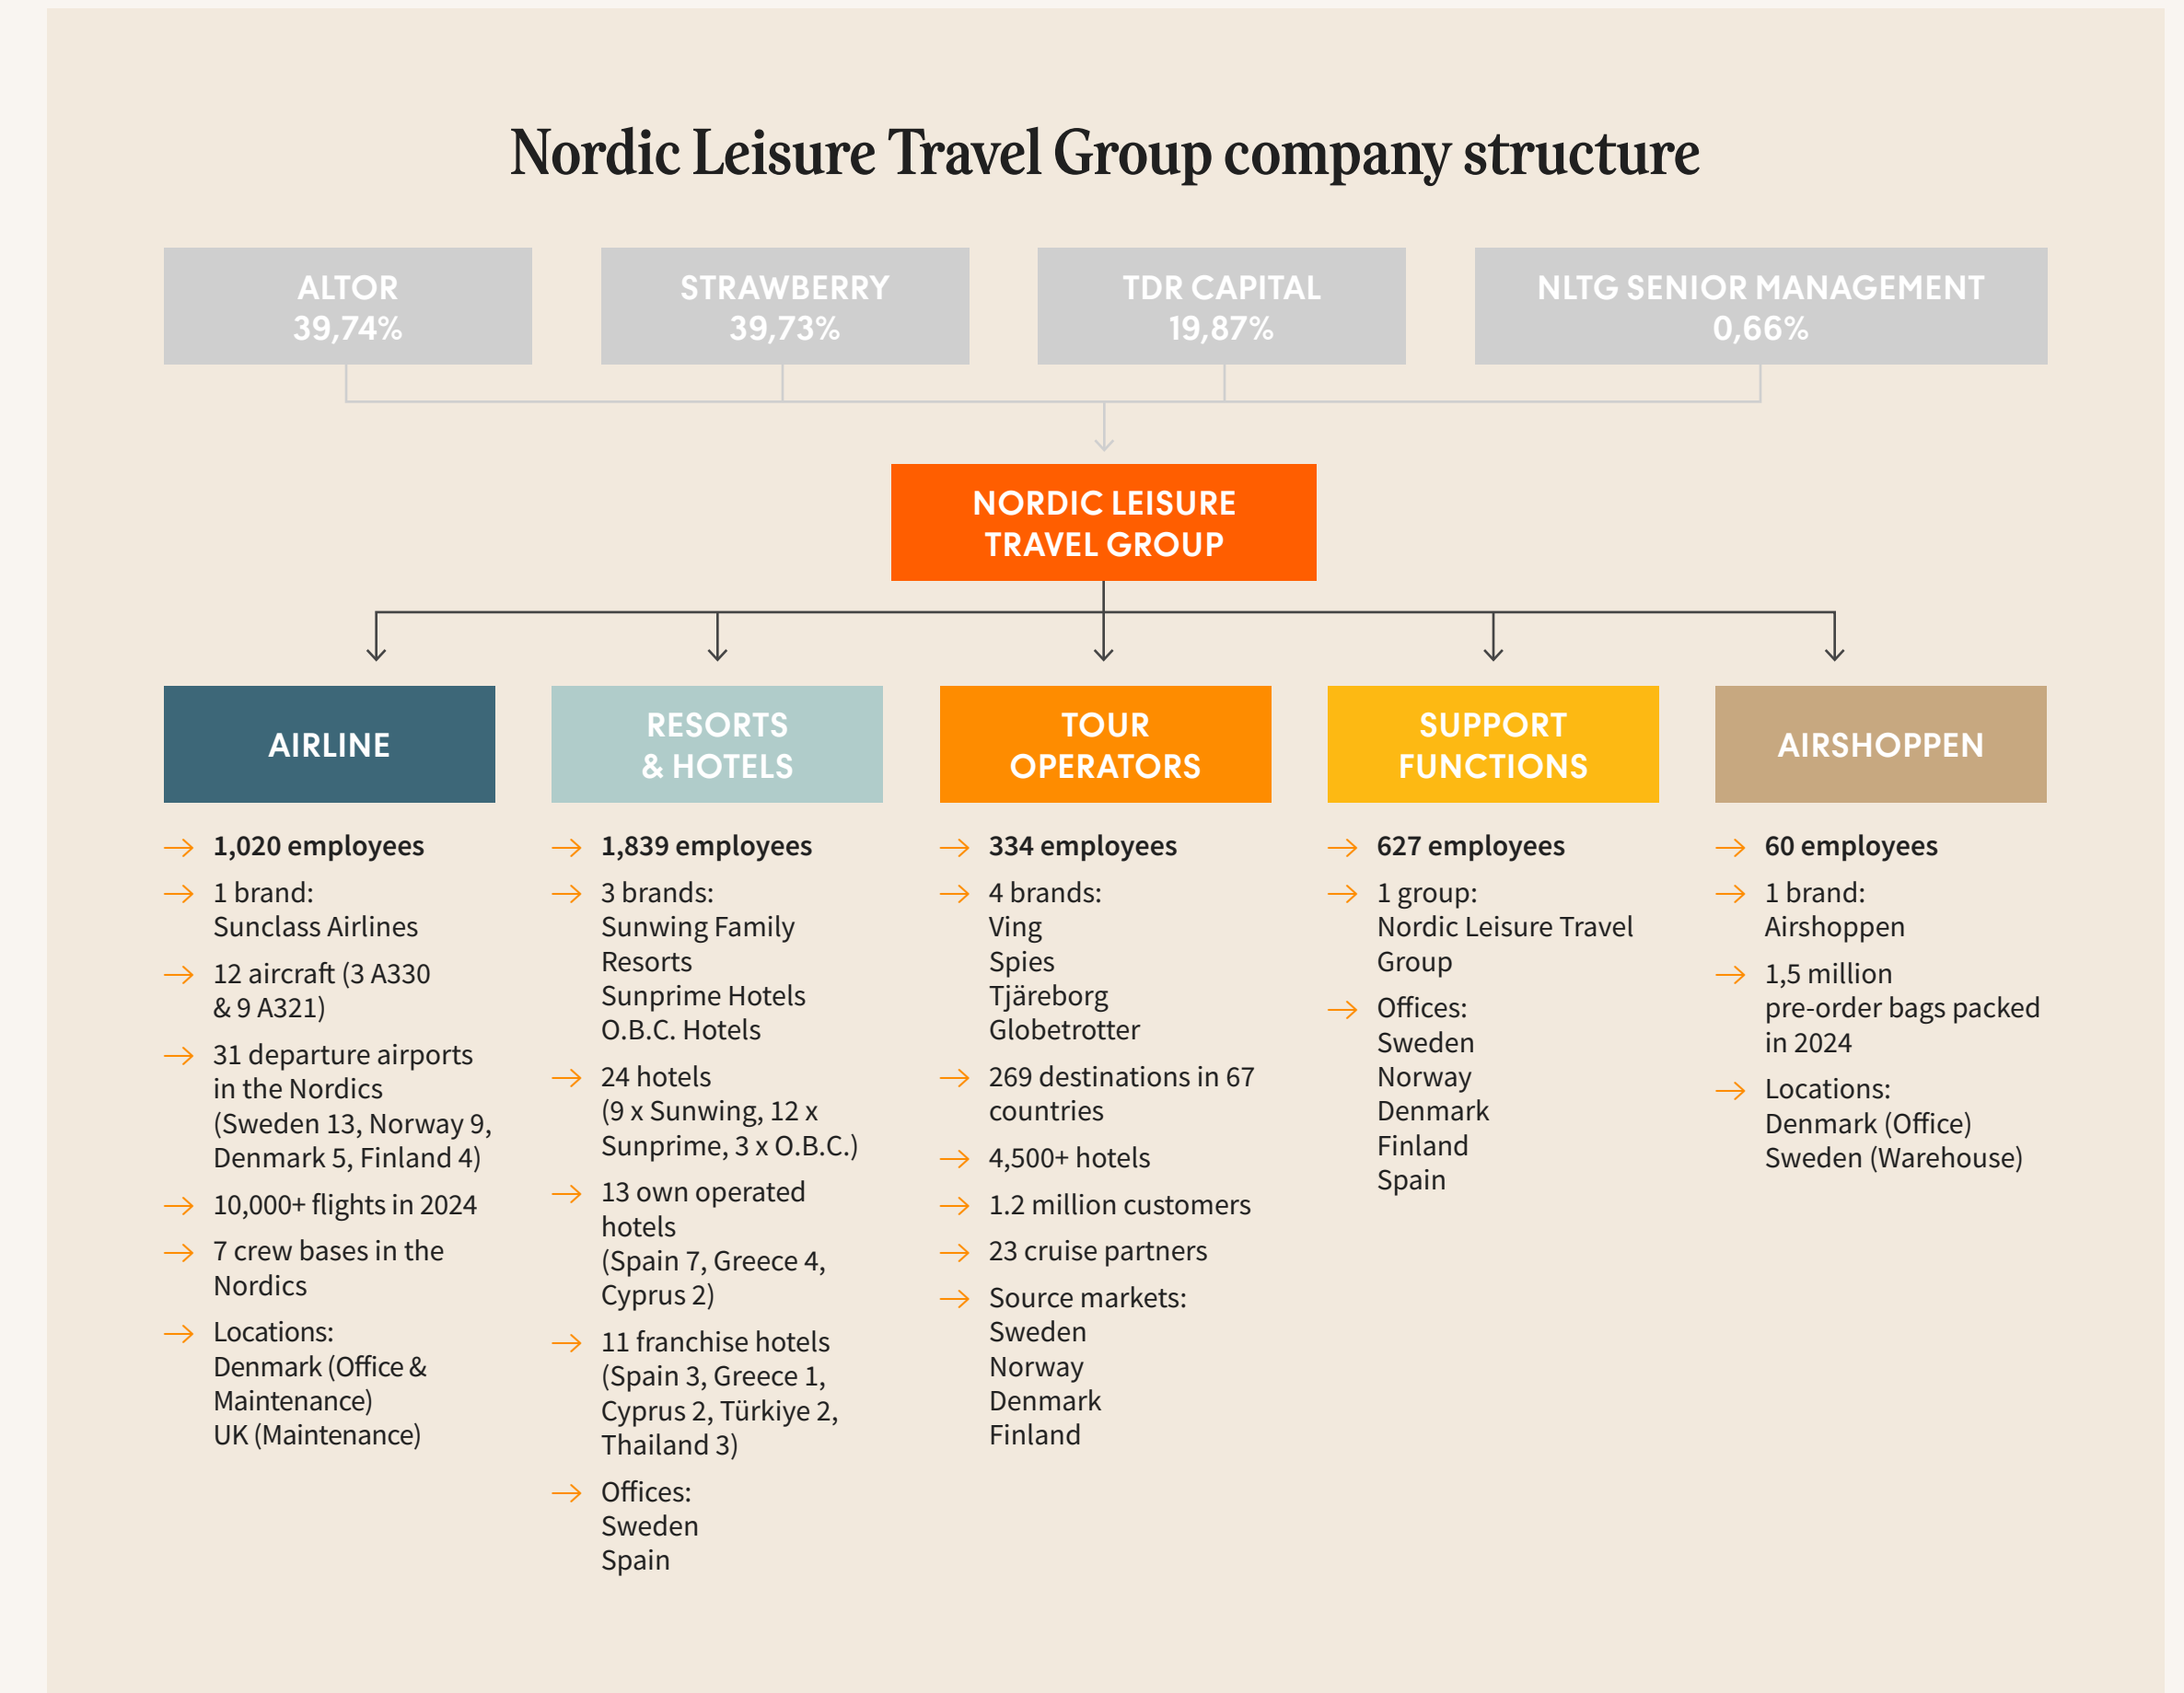 Nordic Leisure Travel Group company structure
ALTOR
39,74%
STRAWBERRY
39,73%
TDR CAPITAL
19,87%
NLTG SENIOR MANAGEMENT
0,66%
NORDIC LEISURE
TRAVEL GROUP
AIRLINE
1,020 employees
1 brand:
Sunclass Airlines
12 aircraft (3 A330
& 9 A321)
31 departure airports
in the Nordics
(Sweden 13, Norway 9,
Denmark 5, Finland 4)
10,000+ flights in 2024
7 crew bases in the
Nordics
Locations:
Denmark (Office &
Maintenance)
UK (Maintenance)
RESORTS
& HOTELS
1,839 employees
3 brands:
Sunwing Family
Resorts
Sunprime Hotels
O.B.C. Hotels
24 hotels
(9 x Sunwing, 12 x
Sunprime, 3 x O.B.C.)
13 own operated
hotels
(Spain 7, Greece 4,
Cyprus 2)
11 franchise hotels
(Spain 3, Greece 1,
Cyprus 2, Türkiye 2,
Thailand 3)
Offices:
Sweden
Spain
TOUR
OPERATORS
334 employees
4 brands:
Ving
Spies
Tjäreborg
Globetrotter
269 destinations in 67
countries
4,500+ hotels
1.2 million customers
23 cruise partners
Source markets:
Sweden
Norway
Denmark
Finland
SUPPORT
FUNCTIONS
627 employees
1 group:
Nordic Leisure Travel
Group
Offices:
Sweden
Norway
Denmark
Finland
Spain
AIRSHOPPEN
60 employees
1 brand:
Airshoppen
1,5 million
pre-order bags packed
in 2024
Locations:
Denmark (Office)
Sweden (Warehouse)